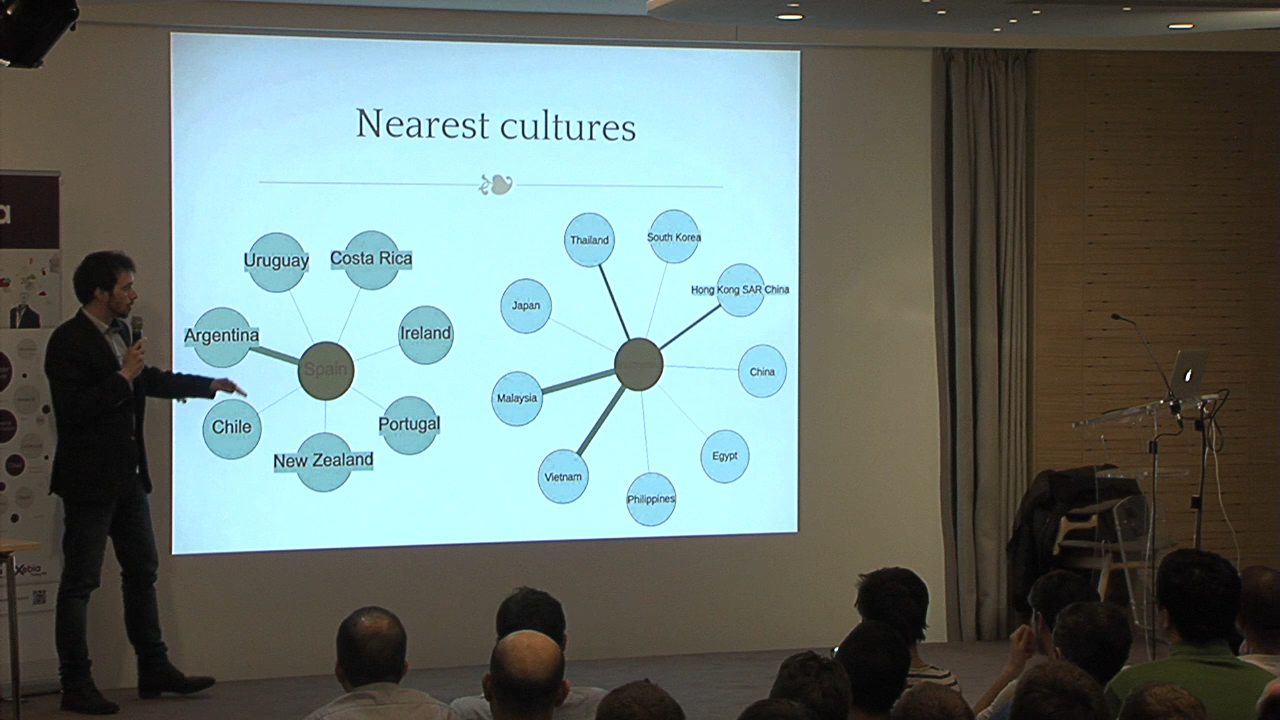 Nearest cultures
Uruguay
Costa Rica
Argentina
Ireland
Spain
Chile
Portugal
New Zealand
Thailand
South Korea
Hong Kong SAR China
Japan
China
Malaysia
Egypt
Vietnam
Philippines
Xebia